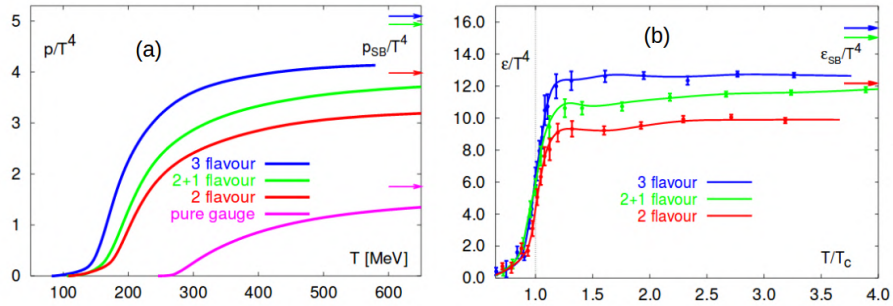 5
4
3
2
1
0
p/T⁴
(a)
p_SB/T⁴
3 flavour
2+1 flavour
2 flavour
pure gauge
T [MeV]
100 200 300 400 500 600
16.0
14.0
12.0
10.0
8.0
6.0
4.0
2.0
0.0
ε/T⁴
(b)
ε_SB/T⁴
3 flavour
2+1 flavour
2 flavour
T/T_c
1.0 1.5 2.0 2.5 3.0 3.5 4.0